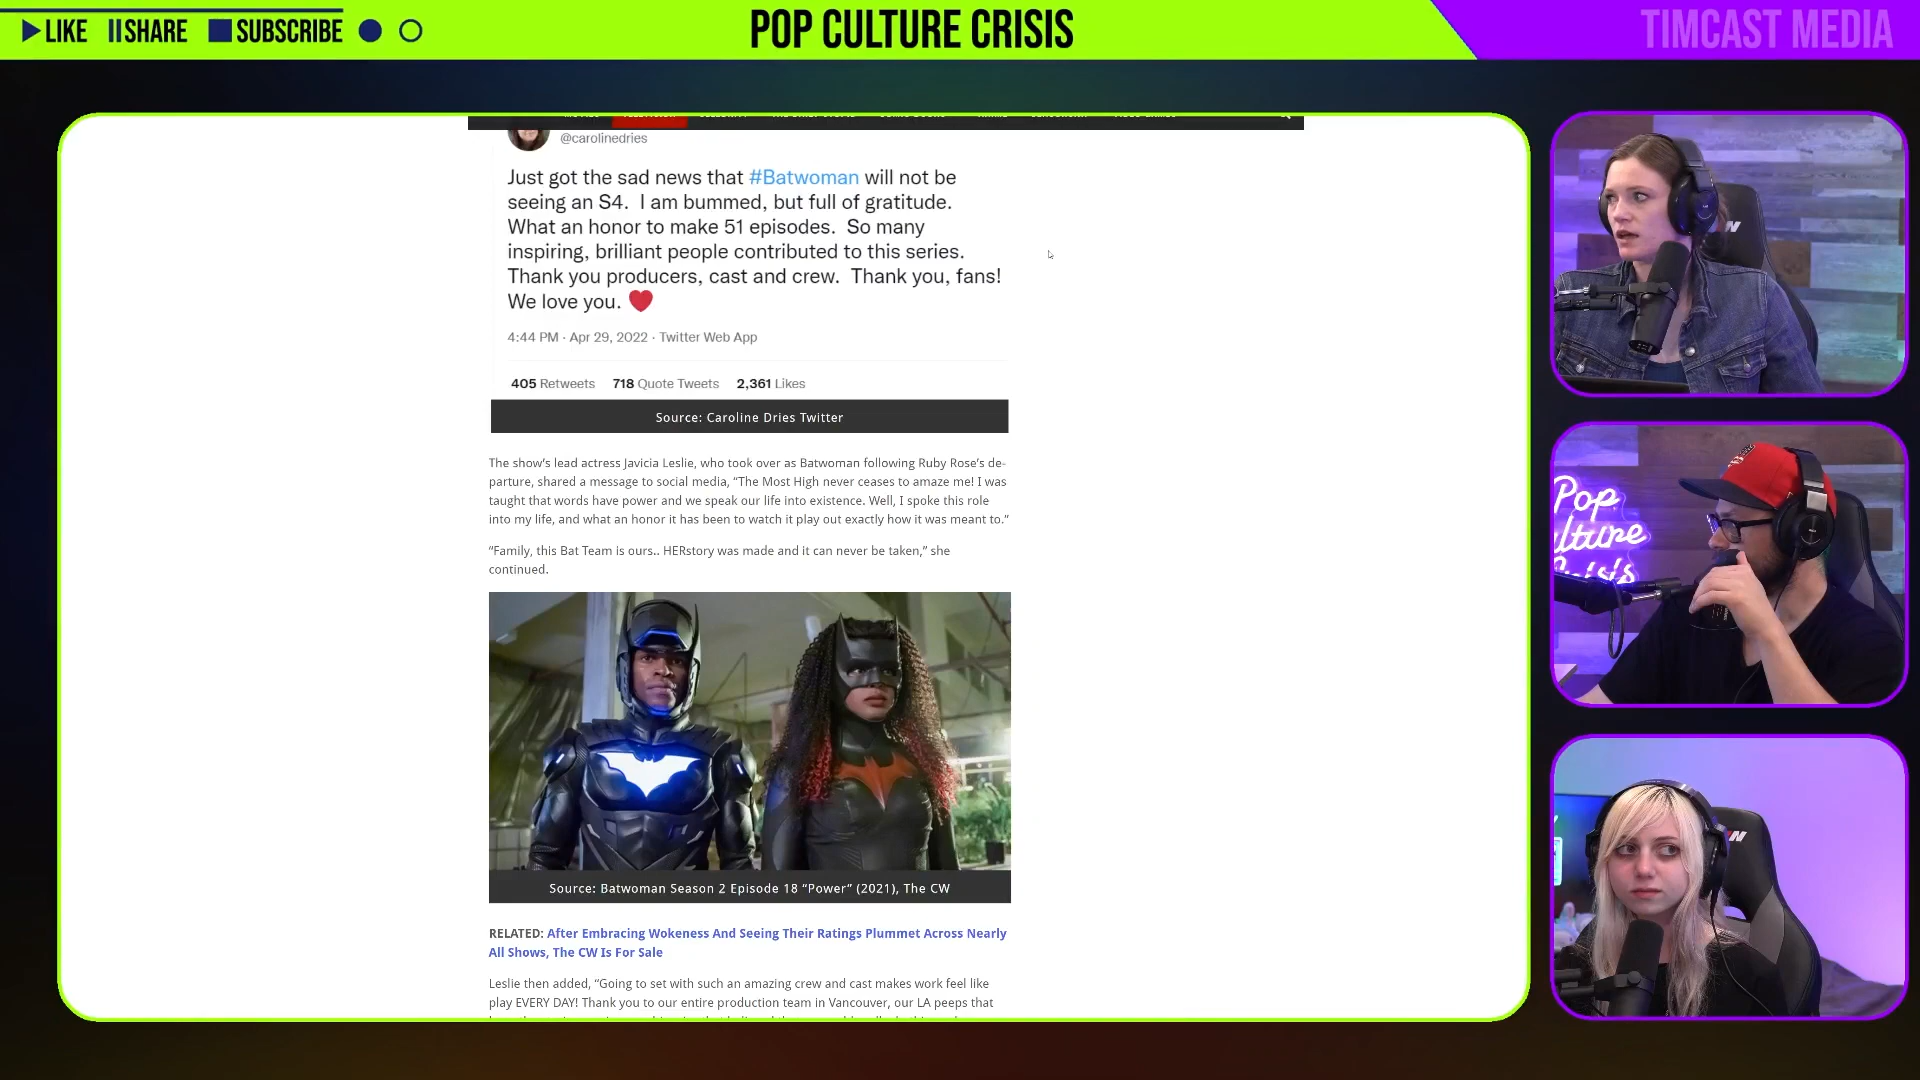 LIKE SHARE SUBSCRIBE
POP CULTURE CRISIS
TIMCAST MEDIA
@carolinedries
Just got the sad news that #Batwoman will not be
seeing an S4. I am bummed, but full of gratitude.
What an honor to make 51 episodes. So many
inspiring, brilliant people contributed to this series.
Thank you producers, cast and crew. Thank you, fans!
We love you. ❤️
4:44 PM · Apr 29, 2022 · Twitter Web App
405 Retweets 718 Quote Tweets 2,361 Likes
Source: Caroline Dries Twitter
The show's lead actress Javicia Leslie, who took over as Batwoman following Ruby Rose's de-
parture, shared a message to social media, “The Most High never ceases to amaze me! I was
taught that words have power and we speak our life into existence. Well, I spoke this role
into my life, and what an honor it has been to watch it play out exactly how it was meant to.”
“Family, this Bat Team is ours.. HERstory was made and it can never be taken,” she
continued.
Source: Batwoman Season 2 Episode 18 “Power” (2021), The CW
RELATED: After Embracing Wokeness And Seeing Their Ratings Plummet Across Nearly
All Shows, The CW Is For Sale
Leslie then added, “Going to set with such an amazing crew and cast makes work feel like
play EVERY DAY! Thank you to our entire production team in Vancouver, our LA peeps that
Pop
Culture
Crisis